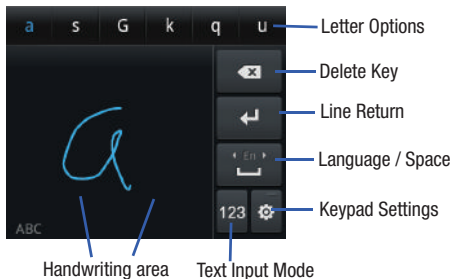 a s G k q u Letter Options
Delete Key
Line Return
En Language / Space
a
123 Keypad Settings
ABC
Handwriting area Text Input Mode